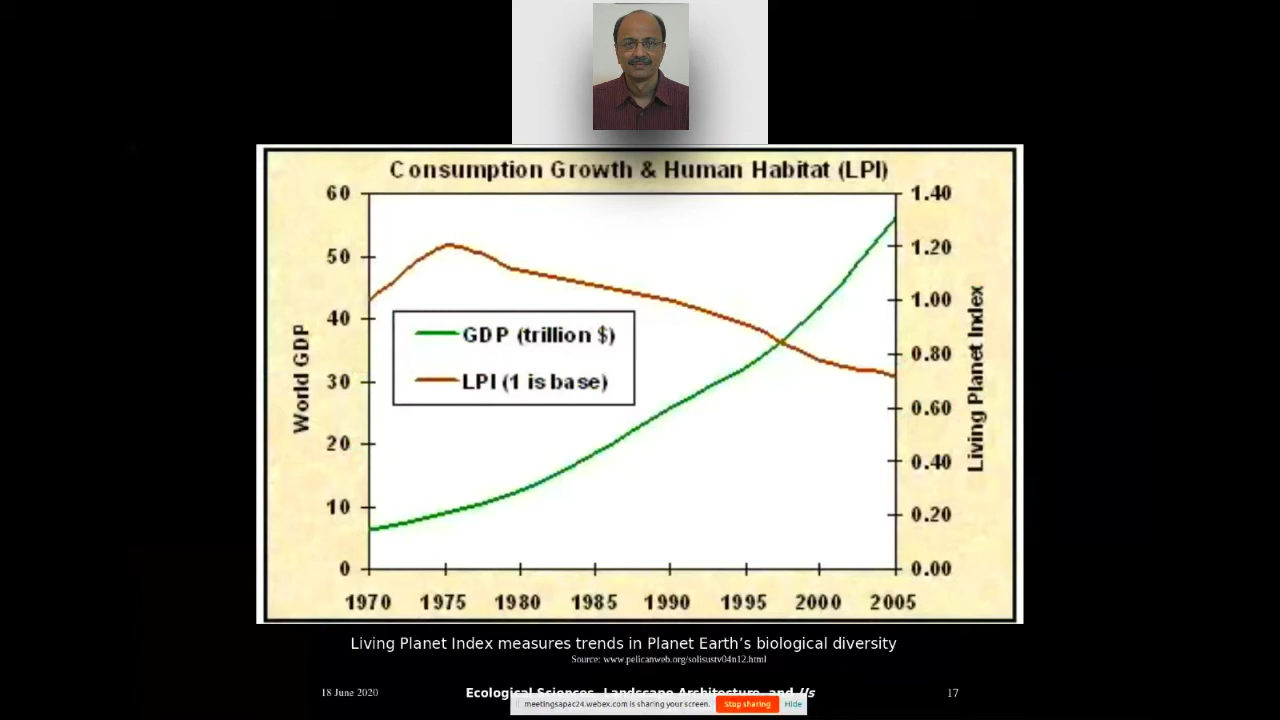 Consumption Growth & Human Habitat (LPI)
60
50
40
30
20
10
0
World GDP
GDP (trillion $)
LPI (1 is base)
1.40
1.20
1.00
0.80
0.60
0.40
0.20
0.00
Living Planet Index
1970 1975 1980 1985 1990 1995 2000 2005
Living Planet Index measures trends in Planet Earth’s biological diversity
Source: www.pelicanweb.org/solisustv04n12.html
18 June 2020 Ecological Sciences, Landscape Architecture, and I/s 17
meetingsapac24.webex.com is sharing your screen. Stop sharing Hide